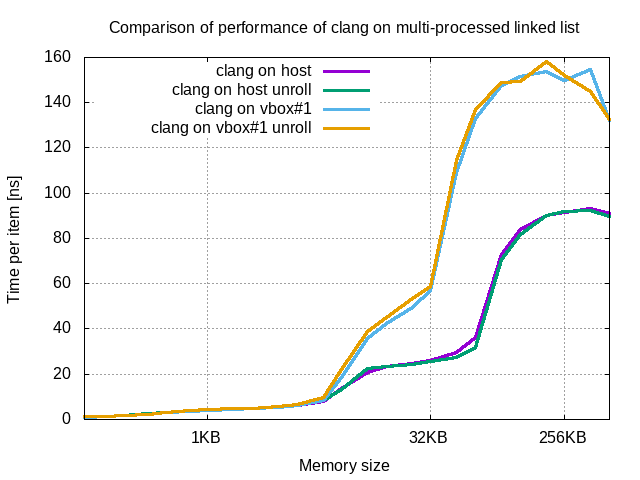 Comparison of performance of clang on multi-processed linked list
160
140
120
100
80
60
40
20
0
Time per item [ns]
clang on host
clang on host unroll
clang on vbox#1
clang on vbox#1 unroll
1KB
32KB
256KB
Memory size